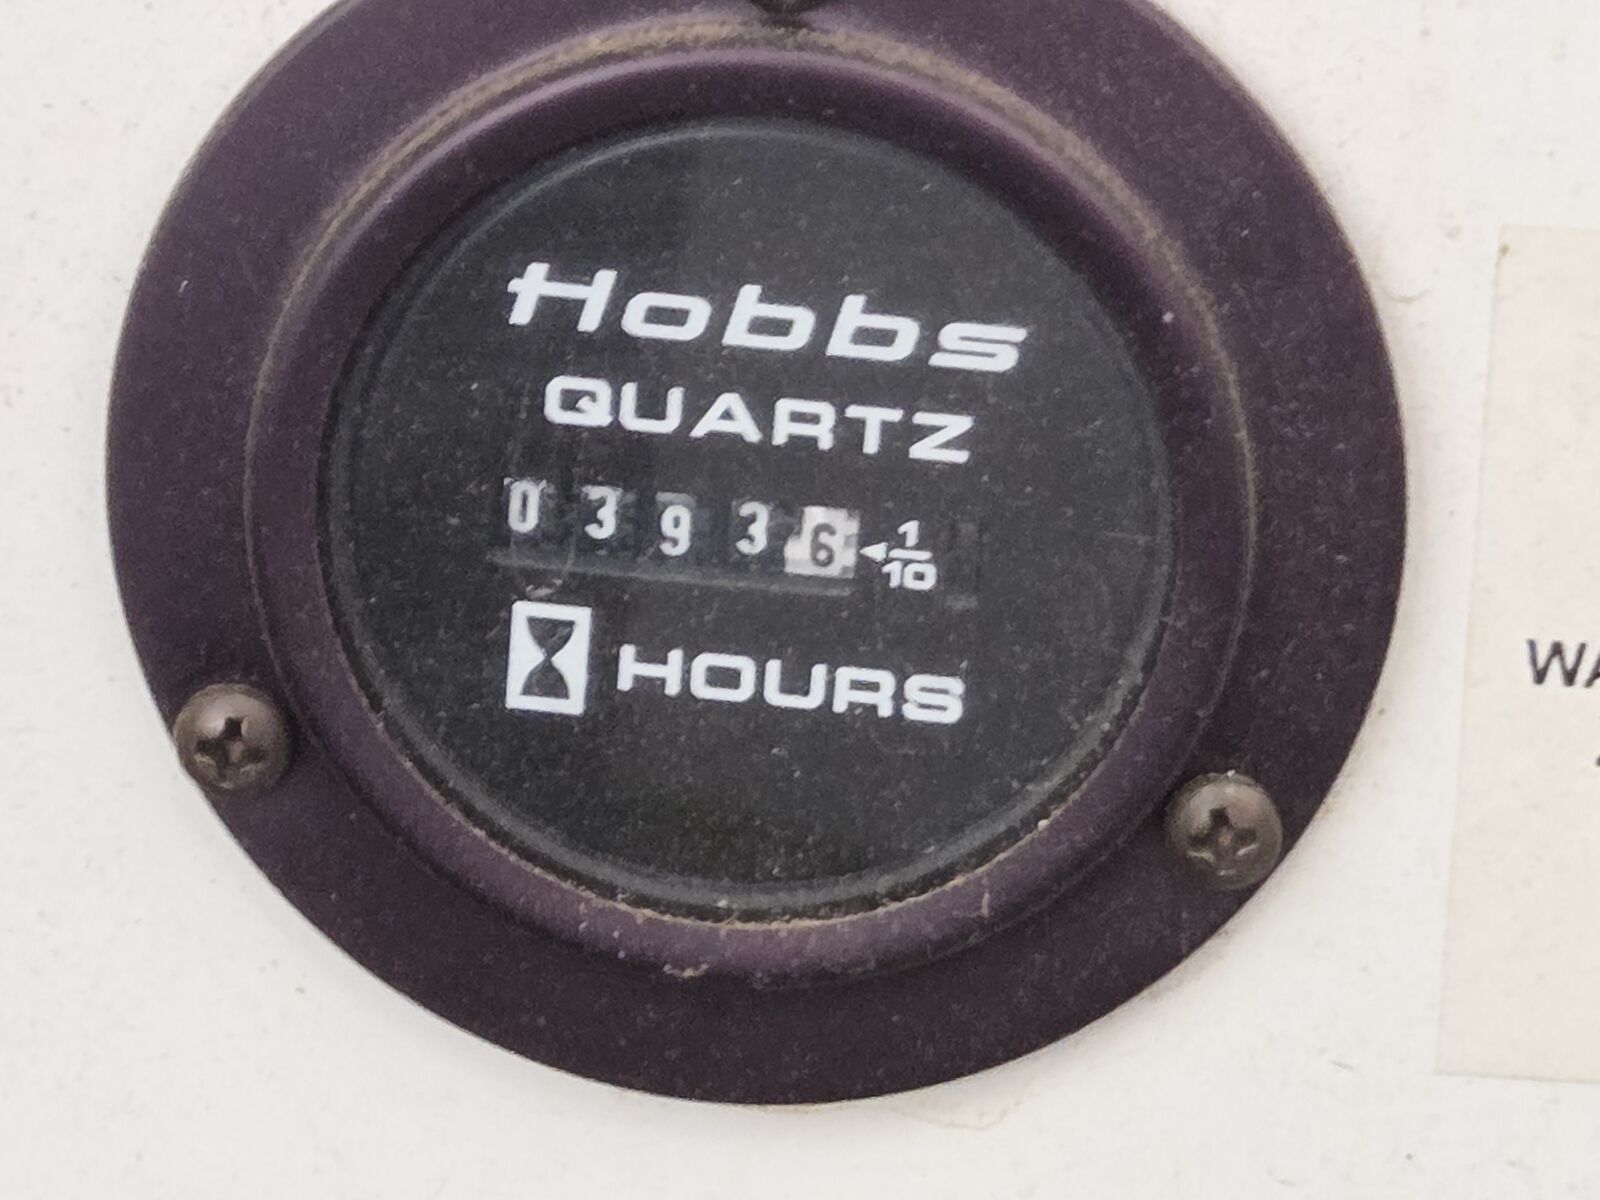 Hobbs
QUARTZ
0 3 9 3 6 1/10
HOURS
WA